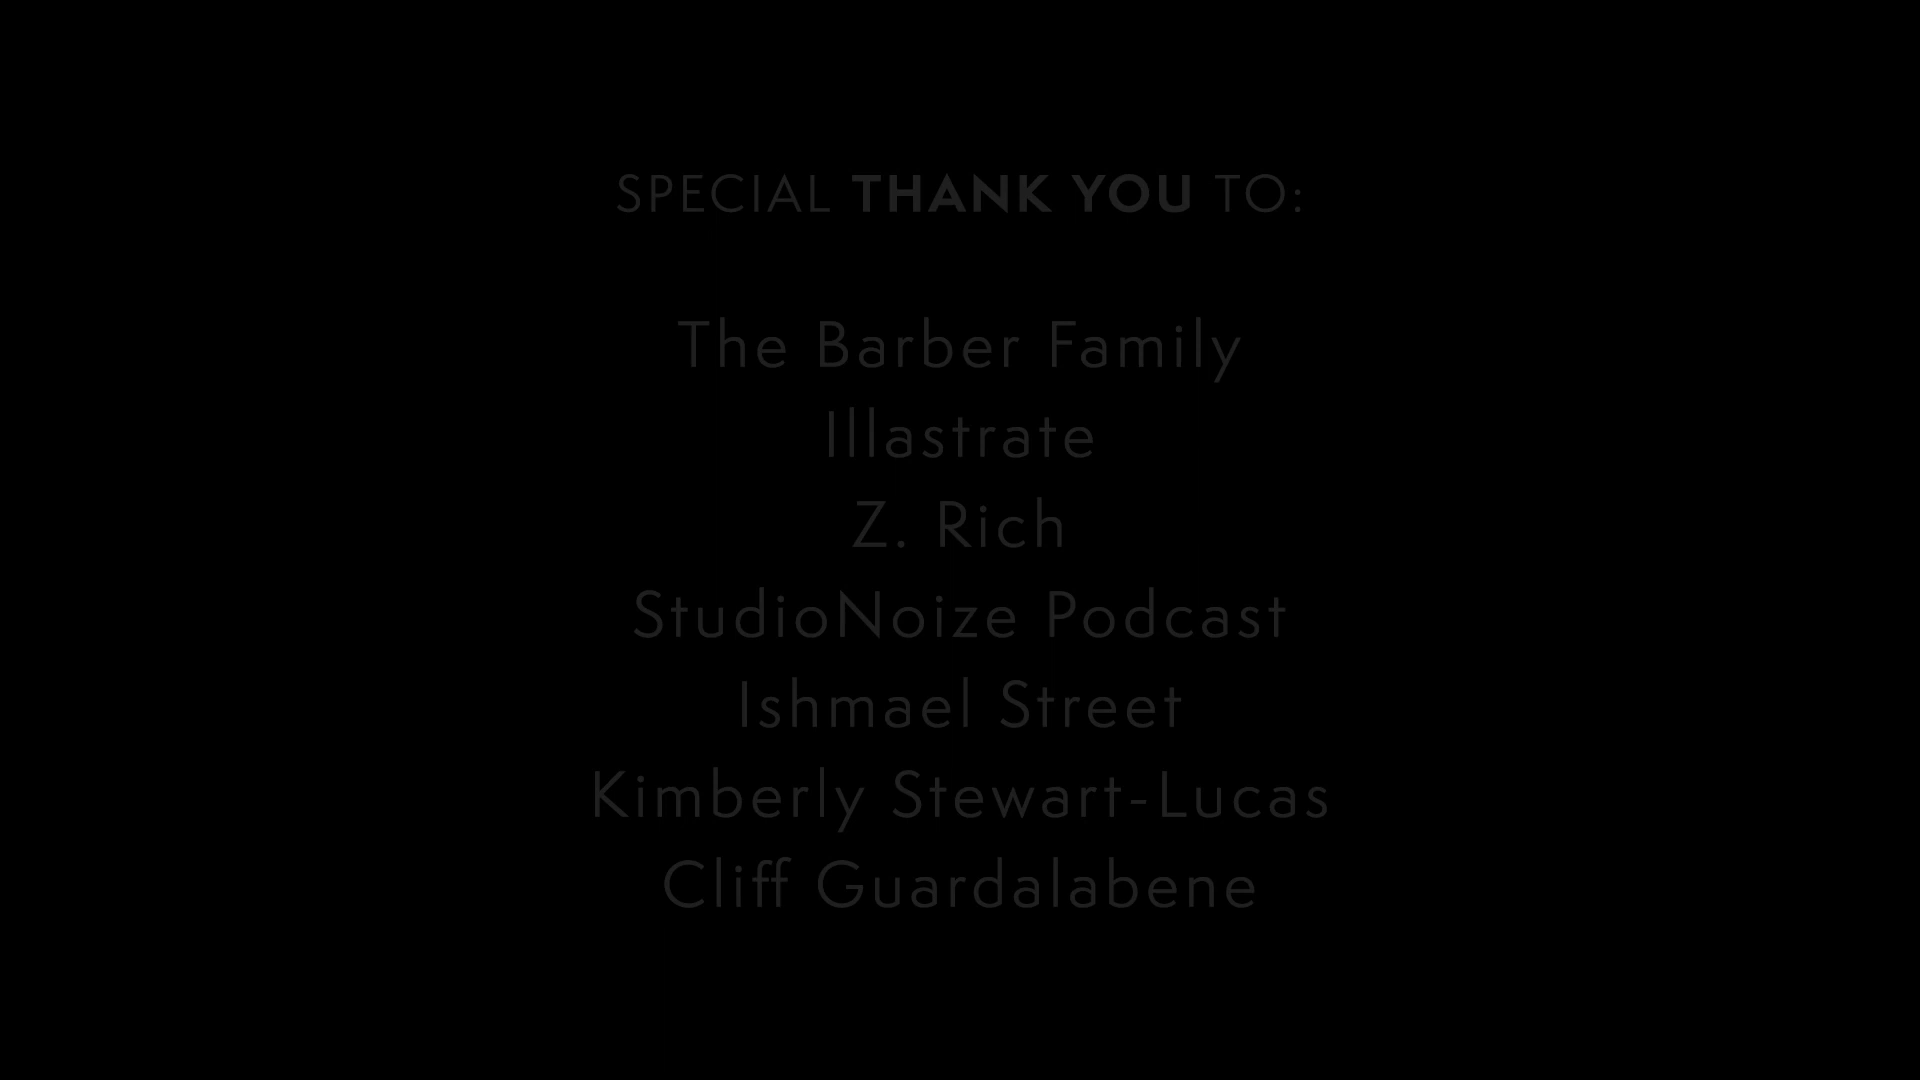 SPECIAL THANK YOU TO:
The Barber Family
Illastrate
Z. Rich
StudioNoize Podcast
Ishmael Street
Kimberly Stewart-Lucas
Cliff Guardalabene